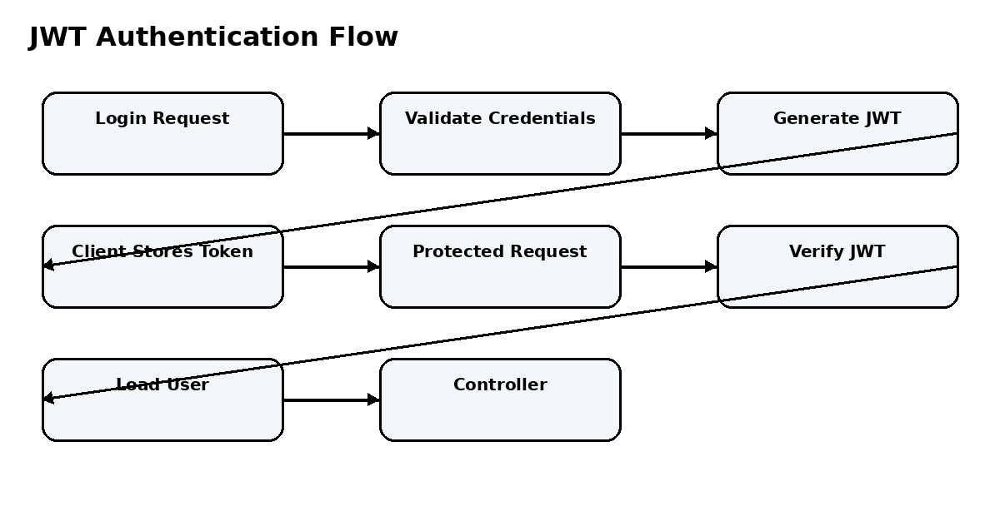 JWT Authentication Flow
Login Request
Validate Credentials
Generate JWT
Client Stores Token
Protected Request
Verify JWT
Load User
Controller